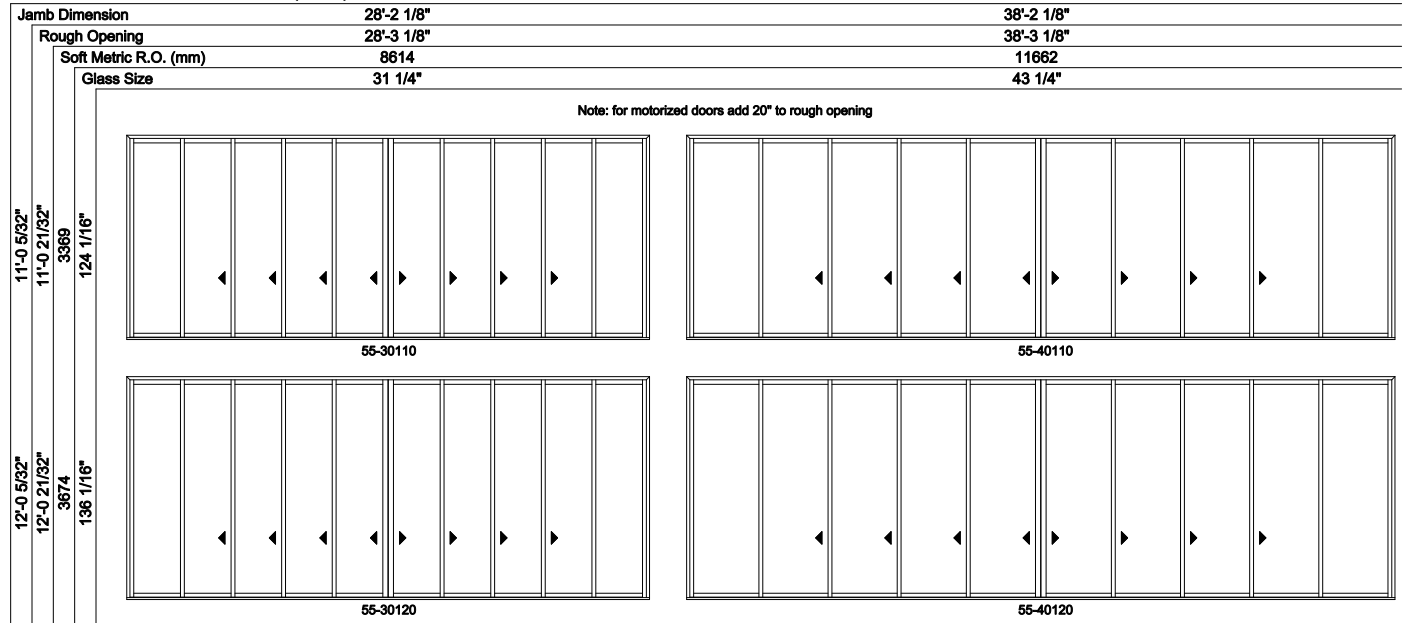 Jamb Dimension 28'-2 1/8" 38'-2 1/8"
Rough Opening 28'-3 1/8" 38'-3 1/8"
Soft Metric R.O. (mm) 8614 11662
Glass Size 31 1/4" 43 1/4"
Note: for motorized doors add 20" to rough opening
11'-0 5/32"
11'-0 21/32"
3369
124 1/16"
55-30110 55-40110
12'-0 5/32"
12'-0 21/32"
3674
136 1/16"
55-30120 55-40120